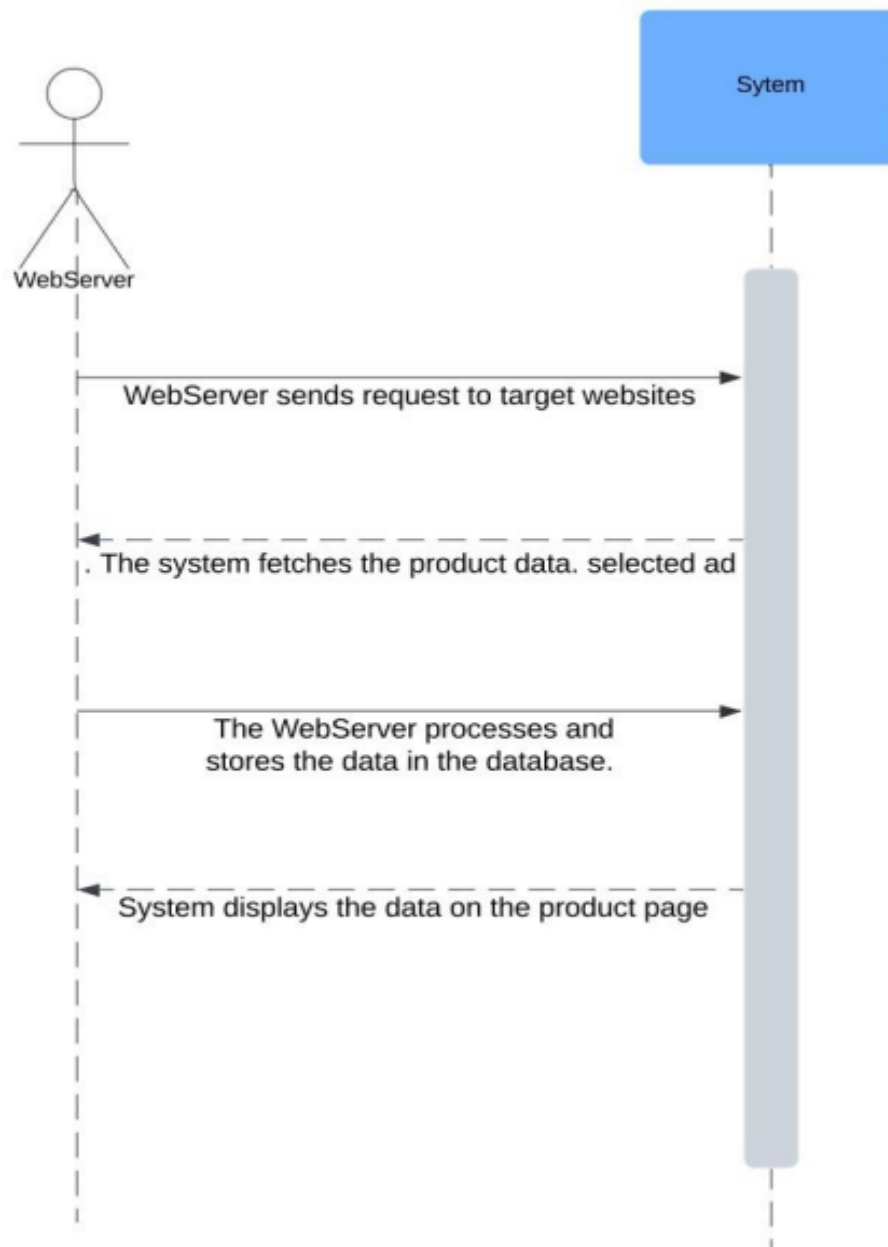 Sytem
WebServer
WebServer sends request to target websites
. The system fetches the product data. selected ad
The WebServer processes and
stores the data in the database.
System displays the data on the product page